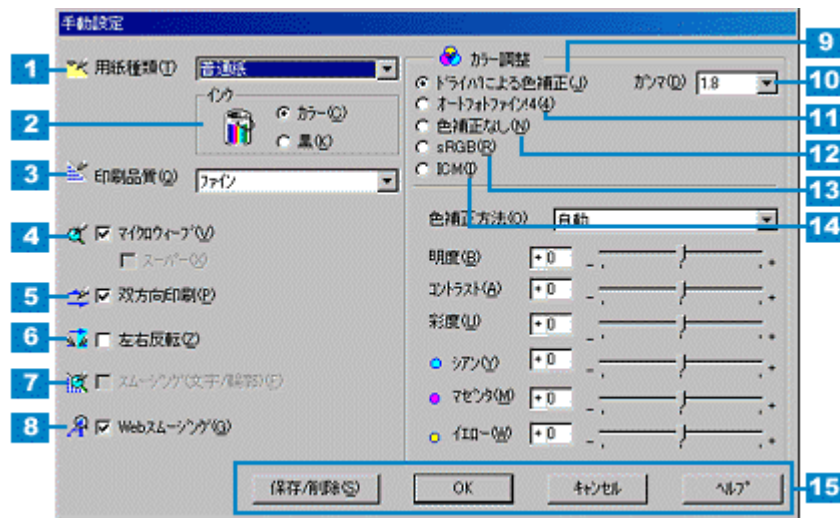 手動設定
1 用紙種類(T) 普通紙
2 インク
カラー(C)
黒(K)
3 印刷品質(Q) ファイン
4 マイクロウィーブ(V)
スーパー(X)
5 双方向印刷(P)
6 左右反転(Z)
7 スムージング(文字/輪郭)(F)
8 Webスムージング(G)
カラー調整 9
ドライバによる色補正(J) ガンマ(D) 1.8 10
オートフォトファイン!4(4) 11
色補正なし(N) 12
sRGB(R) 13
ICM(I) 14
色補正方法(O) 自動
明度(B) +0 - +
コントラスト(A) +0 - +
彩度(U) +0 - +
シアン(Y) +0 - +
マゼンタ(M) +0 - +
イエロー(W) +0 - +
保存/削除(S) OK キャンセル ヘルプ 15